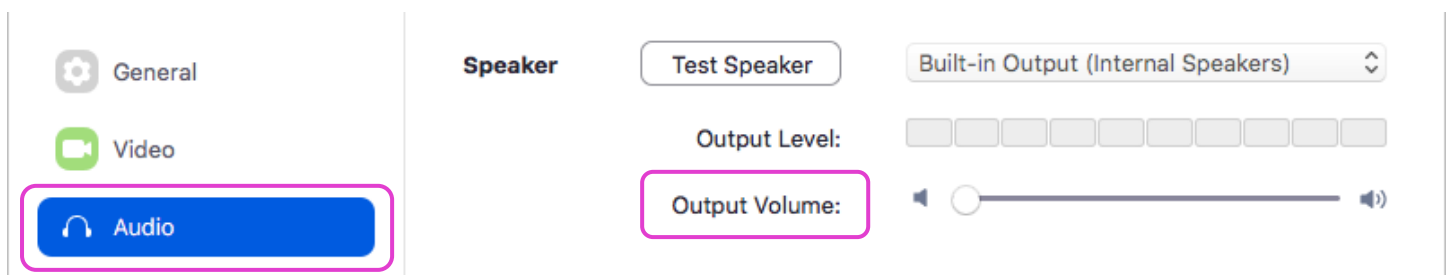 General
Video
Audio
Speaker
Test Speaker
Built-in Output (Internal Speakers)
Output Level:
Output Volume: